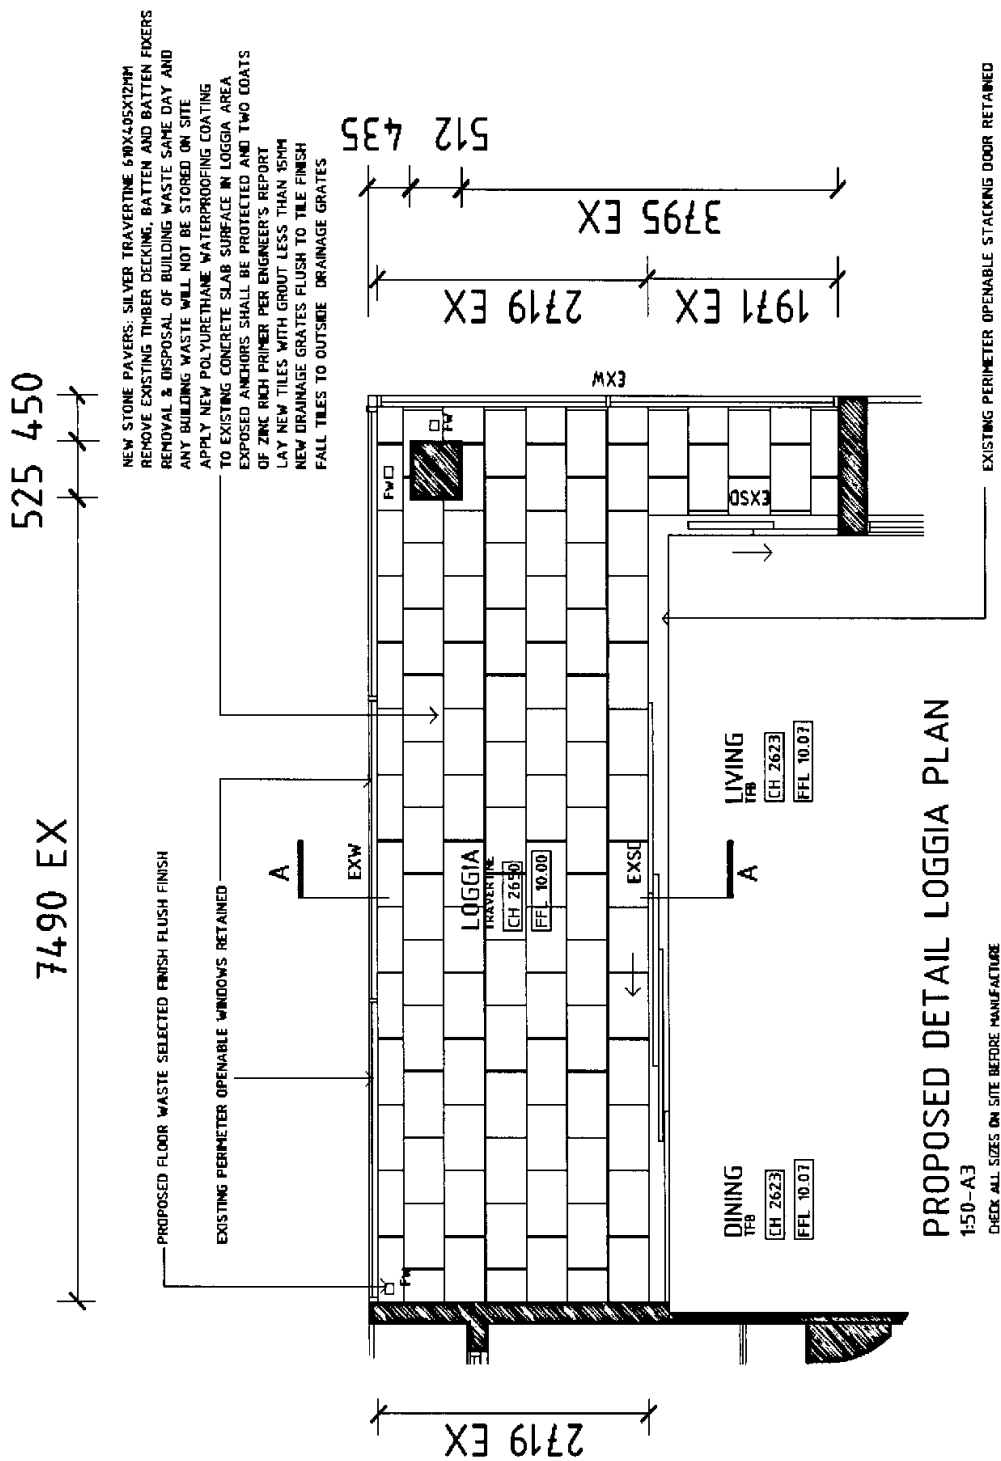 7490 EX
525
450
PROPOSED FLOOR WASTE SELECTED FINISH FLUSH FINISH
EXISTING PERIMETER OPENABLE WINDOWS RETAINED
NEW STONE PAVERS: SILVER TRAVERTINE 610X405X12MM
REMOVE EXISTING TIMBER DECKING, BATTEN AND BATTEN FIXERS
REMOVAL & DISPOSAL OF BUILDING WASTE SAME DAY AND
ANY BUILDING WASTE WILL NOT BE STORED ON SITE
APPLY NEW POLYURETHANE WATERPROOFING COATING
TO EXISTING CONCRETE SLAB SURFACE IN LOGGIA AREA
EXPOSED ANCHORS SHALL BE PROTECTED AND TWO COATS
OF ZINC RICH PRIMER PER ENGINEER'S REPORT
LAY NEW TILES WITH GROUT LESS THAN 15MM
NEW DRAINAGE GRATES FLUSH TO TILE FINISH
FALL TILES TO OUTSIDE DRAINAGE GRATES
A
EXW
FW
FW
FW
EXW
435
512
3795 EX
2719 EX
1971 EX
2719 EX
LOGGIA
TRAVERTINE
CH 2650
FFL 10.00
EXSD
EXSD
A
DINING
TFB
CH 2623
FFL 10.07
LIVING
TFB
CH 2623
FFL 10.07
EXISTING PERIMETER OPENABLE STACKING DOOR RETAINED
PROPOSED DETAIL LOGGIA PLAN
1:50-A3
CHECK ALL SIZES ON SITE BEFORE MANUFACTURE